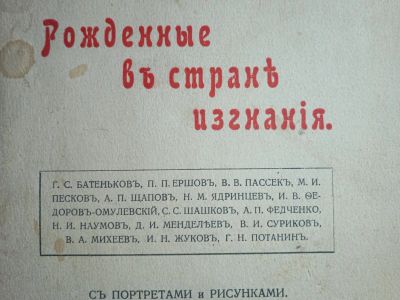 Рожденные
въ странѣ
изгнанія.
Г. С. БАТЕНЬКОВЪ, П. П. ЕРШОВЪ, В. В. ПАССЕКЪ, М. И.
ПЕСКОВЪ, А. П. ЩАПОВЪ, Н. М. ЯДРИНЦЕВЪ, И. В. ѲЕ-
ДОРОВЪ-ОМУЛЕВСКІЙ, С. С. ШАШКОВЪ, А. П. ФЕДЧЕНКО,
Н. И. НАУМОВЪ, Д. И. МЕНДЕЛѢЕВЪ, В. И. СУРИКОВЪ,
В. А. МИХЕЕВЪ, И. Н. ЖУКОВЪ, Г. Н. ПОТАНИНЪ.
СЪ ПОРТРЕТАМИ и РИСУНКАМИ.